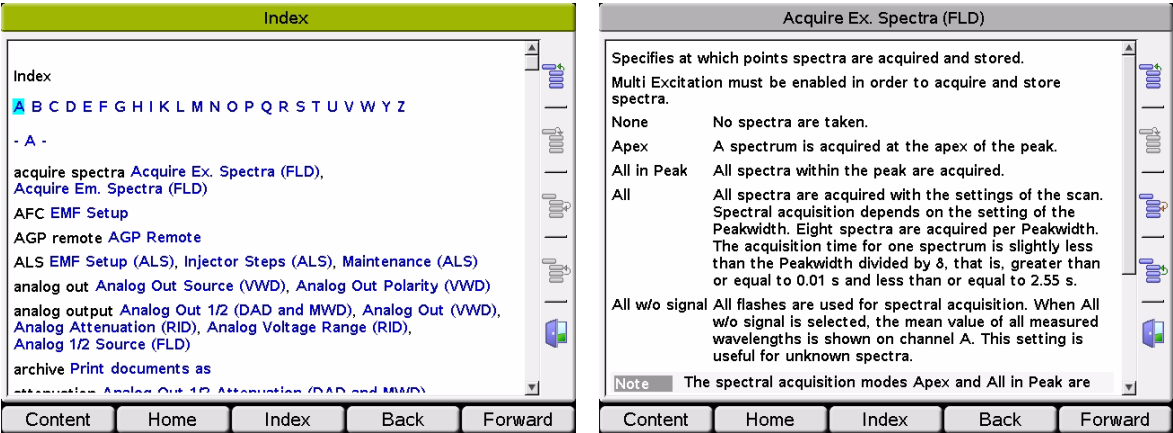 Index
Index
A B C D E F G H I K L M N O P Q R S T U V W Y Z
- A -
acquire spectra Acquire Ex. Spectra (FLD),
Acquire Em. Spectra (FLD)
AFC EMF Setup
AGP remote AGP Remote
ALS EMF Setup (ALS), Injector Steps (ALS), Maintenance (ALS)
analog out Analog Out Source (VWD), Analog Out Polarity (VWD)
analog output Analog Out 1/2 (DAD and MWD), Analog Out (VWD),
Analog Attenuation (RID), Analog Voltage Range (RID),
Analog 1/2 Source (FLD)
archive Print documents as
attenuation Analog Out 1/2 Attenuation (DAD and MWD)
Content Home Index Back Forward
Acquire Ex. Spectra (FLD)
Specifies at which points spectra are acquired and stored.
Multi Excitation must be enabled in order to acquire and store
spectra.
None No spectra are taken.
Apex A spectrum is acquired at the apex of the peak.
All in Peak All spectra within the peak are acquired.
All All spectra are acquired with the settings of the scan.
Spectral acquisition depends on the setting of the
Peakwidth. Eight spectra are acquired per Peakwidth.
The acquisition time for one spectrum is slightly less
than the Peakwidth divided by 8, that is, greater than
or equal to 0.01 s and less than or equal to 2.55 s.
All w/o signal All flashes are used for spectral acquisition. When All
w/o signal is selected, the mean value of all measured
wavelengths is shown on channel A. This setting is
useful for unknown spectra.
Note The spectral acquisition modes Apex and All in Peak are
Content Home Index Back Forward